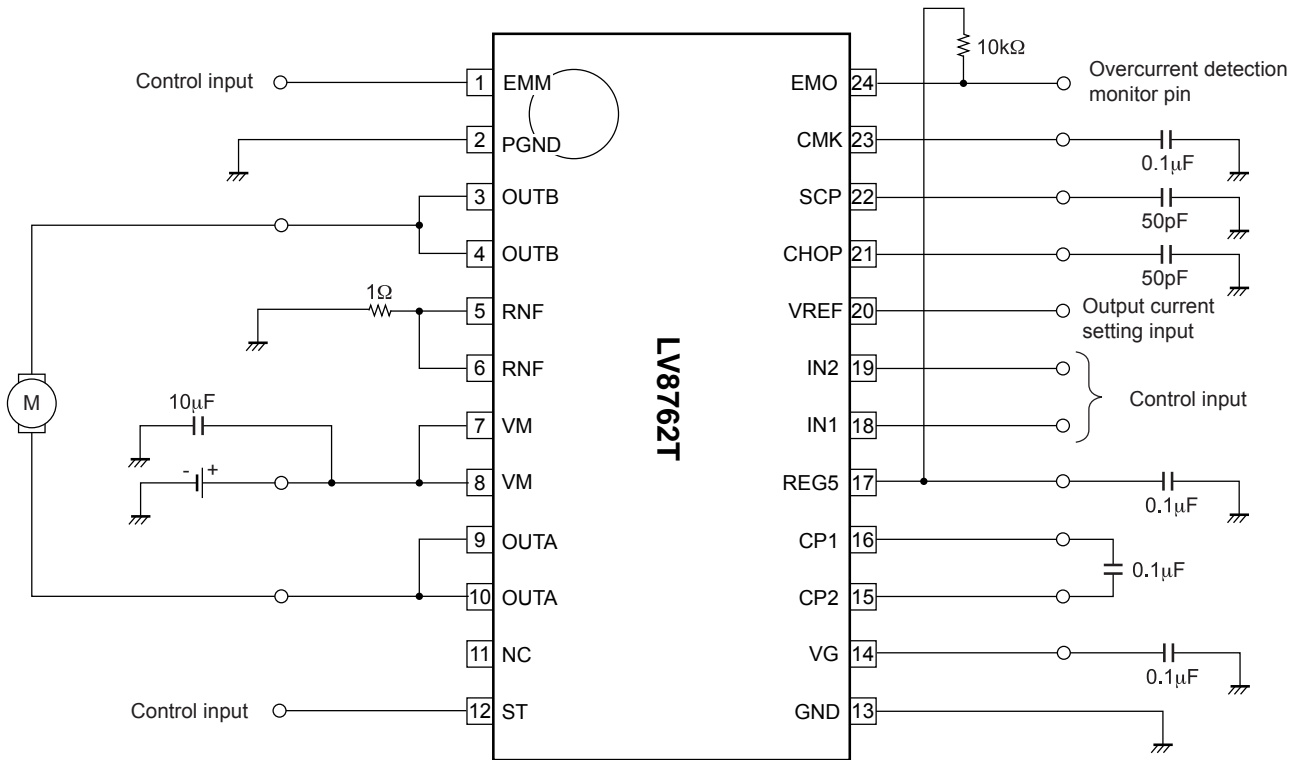 10kΩ
Control input
1
EMM
EMO
24
Overcurrent detection
monitor pin
2
PGND
CMK
23
0.1μF
3
OUTB
SCP
22
50pF
4
OUTB
CHOP
21
50pF
1Ω
5
RNF
VREF
20
Output current
setting input
6
RNF
IN2
19
LV8762T
M
10μF
Control input
7
VM
IN1
18
- +
8
VM
REG5
17
0.1μF
9
OUTA
CP1
16
0.1μF
10
OUTA
CP2
15
11
NC
VG
14
0.1μF
Control input
12
ST
GND
13